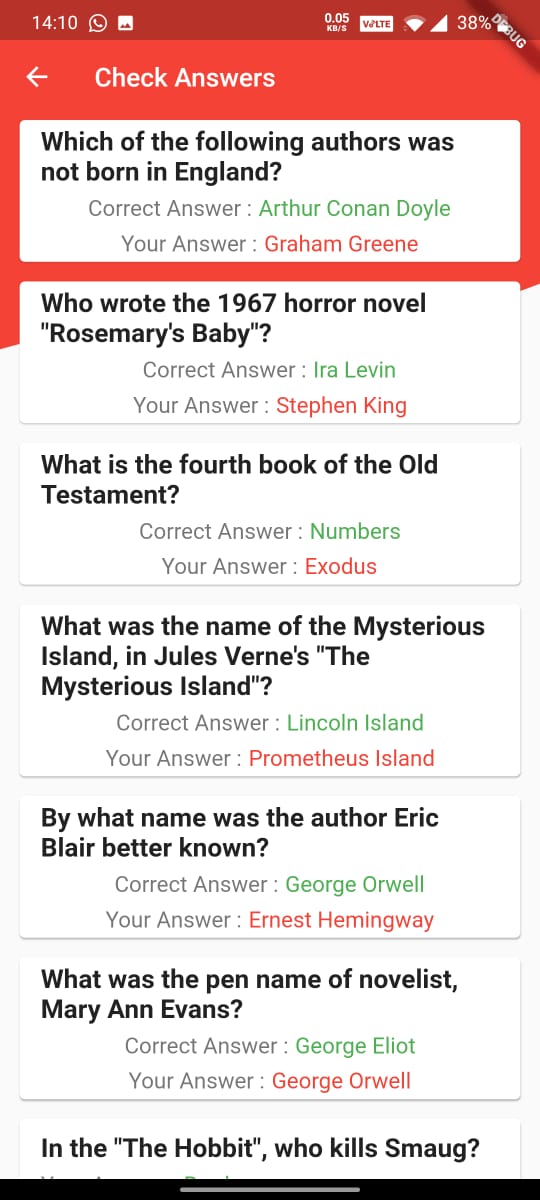 14:10
0.05
KB/S
VoLTE
38%
DEBUG
Check Answers
Which of the following authors was
not born in England?
Correct Answer : Arthur Conan Doyle
Your Answer : Graham Greene
Who wrote the 1967 horror novel
"Rosemary's Baby"?
Correct Answer : Ira Levin
Your Answer : Stephen King
What is the fourth book of the Old
Testament?
Correct Answer : Numbers
Your Answer : Exodus
What was the name of the Mysterious
Island, in Jules Verne's "The
Mysterious Island"?
Correct Answer : Lincoln Island
Your Answer : Prometheus Island
By what name was the author Eric
Blair better known?
Correct Answer : George Orwell
Your Answer : Ernest Hemingway
What was the pen name of novelist,
Mary Ann Evans?
Correct Answer : George Eliot
Your Answer : George Orwell
In the "The Hobbit", who kills Smaug?